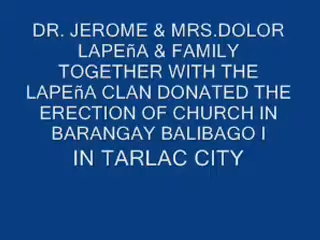 DR. JEROME & MRS.DOLOR
LAPEñA & FAMILY
TOGETHER WITH THE
LAPEñA CLAN DONATED THE
ERECTION OF CHURCH IN
BARANGAY BALIBAGO I
IN TARLAC CITY